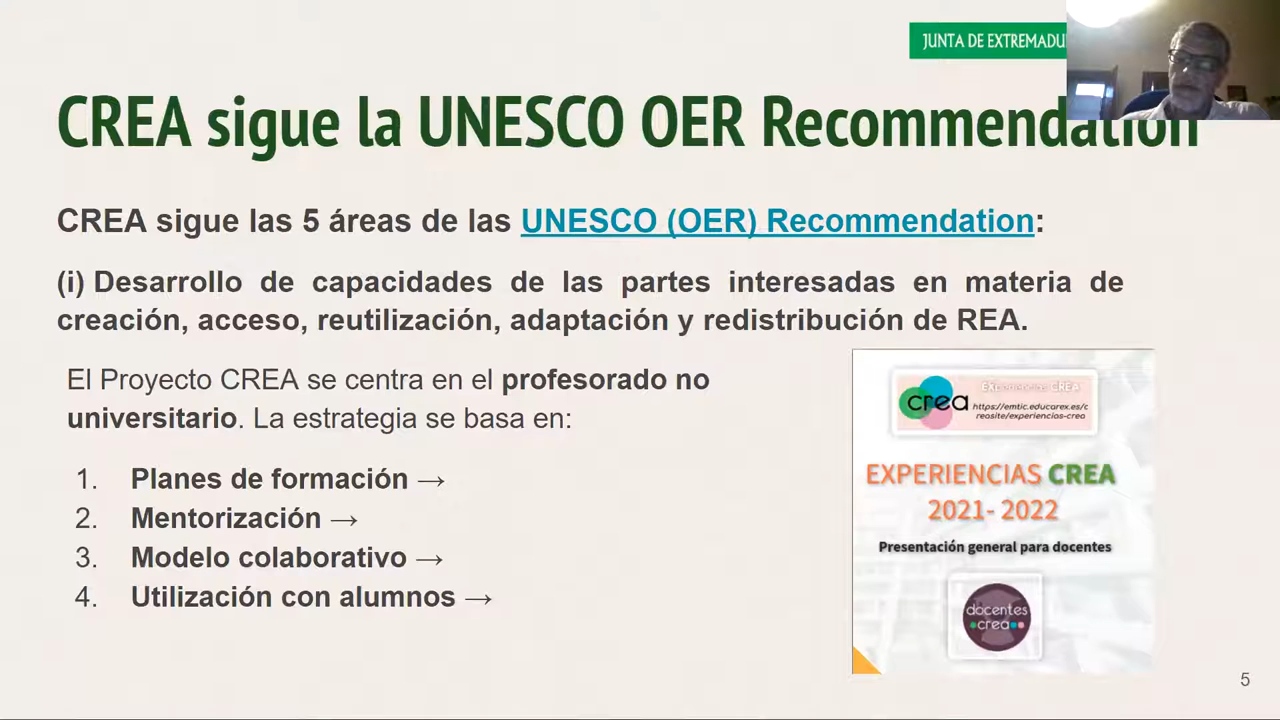 JUNTA DE EXTREMADU
CREA sigue la UNESCO OER Recommendation
CREA sigue las 5 áreas de las UNESCO (OER) Recommendation:
(i) Desarrollo de capacidades de las partes interesadas en materia de
creación, acceso, reutilización, adaptación y redistribución de REA.
El Proyecto CREA se centra en el profesorado no
universitario. La estrategia se basa en:
1. Planes de formación →
2. Mentorización →
3. Modelo colaborativo →
4. Utilización con alumnos →
crea
EXperiencias CREA
https://emtic.educarex.es/c
reasite/experiencias-crea
EXPERIENCIAS CREA
2021- 2022
Presentación general para docentes
docentes
crea
5